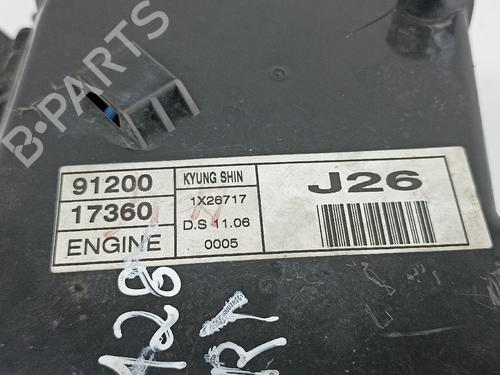 B-PARTS
91200
17360
ENGINE
KYUNG SHIN
1X26717
D.S 11.06
0005
J26